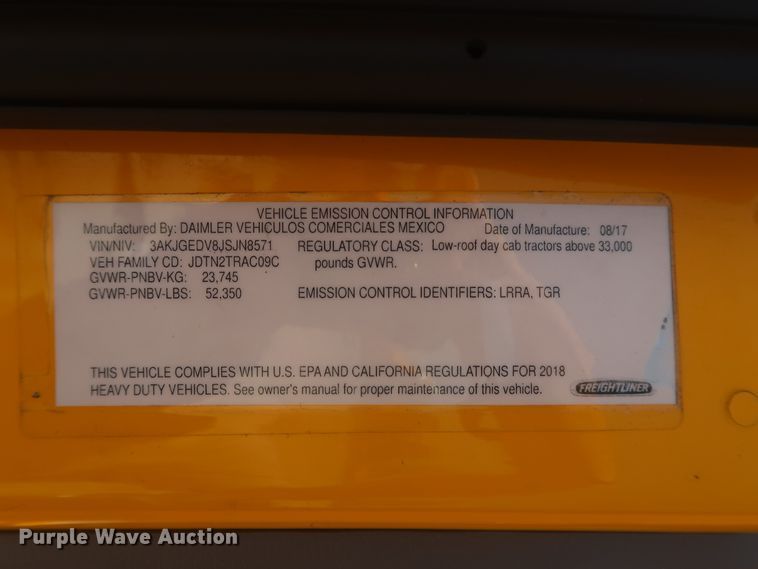 VEHICLE EMISSION CONTROL INFORMATION
Manufactured By: DAIMLER VEHICULOS COMERCIALES MEXICO Date of Manufacture: 08/17
VIN/NIV: 3AKJGEDV8JSJN8571 REGULATORY CLASS: Low-roof day cab tractors above 33,000
VEH FAMILY CD: JDTN2TRAC09C pounds GVWR.
GVWR-PNBV-KG: 23,745
GVWR-PNBV-LBS: 52,350 EMISSION CONTROL IDENTIFIERS: LRRA, TGR
THIS VEHICLE COMPLIES WITH U.S. EPA AND CALIFORNIA REGULATIONS FOR 2018
HEAVY DUTY VEHICLES. See owner's manual for proper maintenance of this vehicle. FREIGHTLINER
Purple Wave Auction